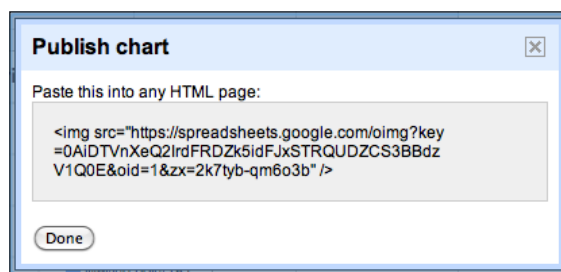 Publish chart
Paste this into any HTML page:
<img src="https://spreadsheets.google.com/oimg?key
=0AiDTVnXeQ2IrdFRDZk5idFJxSTRQUDZCS3BBdz
V1Q0E&oid=1&zx=2k7tyb-qm6o3b" />
Done